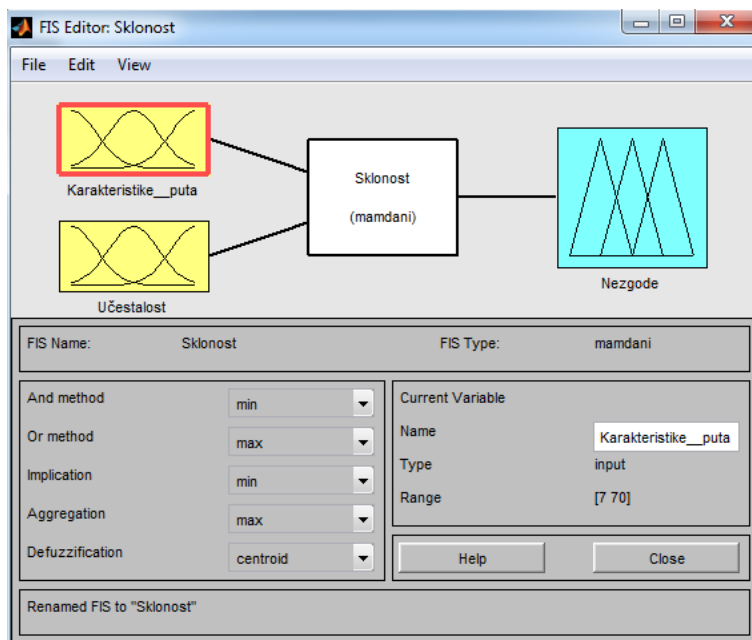 FIS Editor: Sklonost
File Edit View
Karakteristike__puta
Učestalost
Sklonost
(mamdani)
Nezgode
FIS Name: Sklonost FIS Type: mamdani
And method min
Or method max
Implication min
Aggregation max
Defuzzification centroid
Current Variable
Name Karakteristike__puta
Type input
Range [7 70]
Help Close
Renamed FIS to "Sklonost"